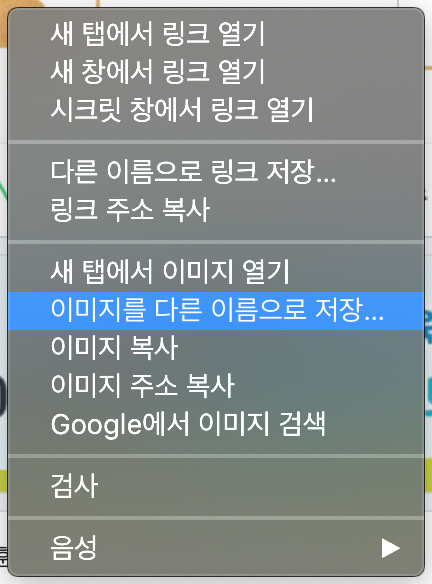 새 탭에서 링크 열기
새 창에서 링크 열기
시크릿 창에서 링크 열기
다른 이름으로 링크 저장...
링크 주소 복사
새 탭에서 이미지 열기
이미지를 다른 이름으로 저장...
이미지 복사
이미지 주소 복사
Google에서 이미지 검색
검사
음성